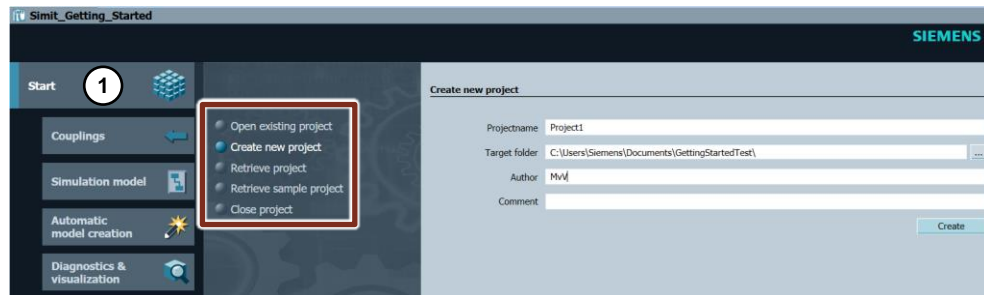 Simit_Getting_Started
SIEMENS
Start
1
Couplings
Simulation model
Automatic
model creation
Diagnostics &
visualization
Open existing project
Create new project
Retrieve project
Retrieve sample project
Close project
Create new project
Projectname Project1
Target folder C:\Users\Siemens\Documents\GettingStartedTest\ ...
Author MvV
Comment
Create